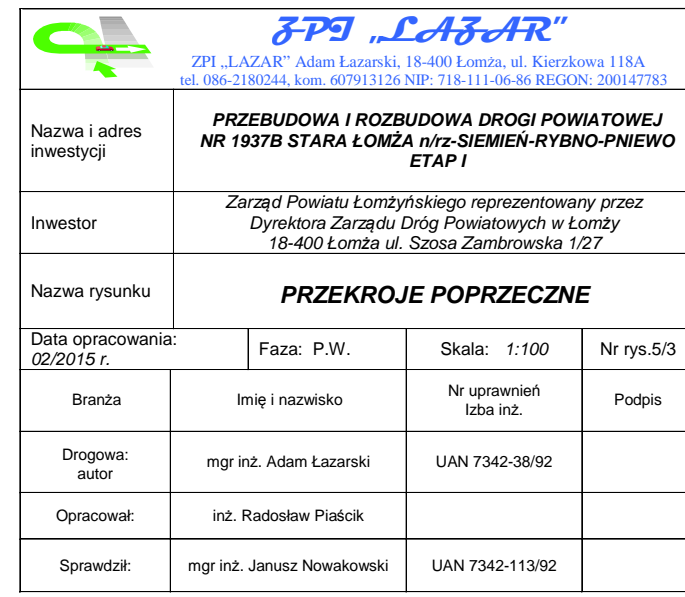 ZPI „LAZAR"
ZPI „LAZAR” Adam Łazarski, 18-400 Łomża, ul. Kierzkowa 118A
tel. 086-2180244, kom. 607913126 NIP: 718-111-06-86 REGON: 200147783
Nazwa i adres
inwestycji
PRZEBUDOWA I ROZBUDOWA DROGI POWIATOWEJ
NR 1937B STARA ŁOMŻA n/rz-SIEMIEŃ-RYBNO-PNIEWO
ETAP I
Inwestor
Zarząd Powiatu Łomżyńskiego reprezentowany przez
Dyrektora Zarządu Dróg Powiatowych w Łomży
18-400 Łomża ul. Szosa Zambrowska 1/27
Nazwa rysunku
PRZEKROJE POPRZECZNE
Data opracowania:
02/2015 r.
Faza: P.W.
Skala: 1:100
Nr rys.5/3
Branża
Imię i nazwisko
Nr uprawnień
Izba inż.
Podpis
Drogowa:
autor
mgr inż. Adam Łazarski
UAN 7342-38/92
Opracował:
inż. Radosław Piaścik
Sprawdził:
mgr inż. Janusz Nowakowski
UAN 7342-113/92